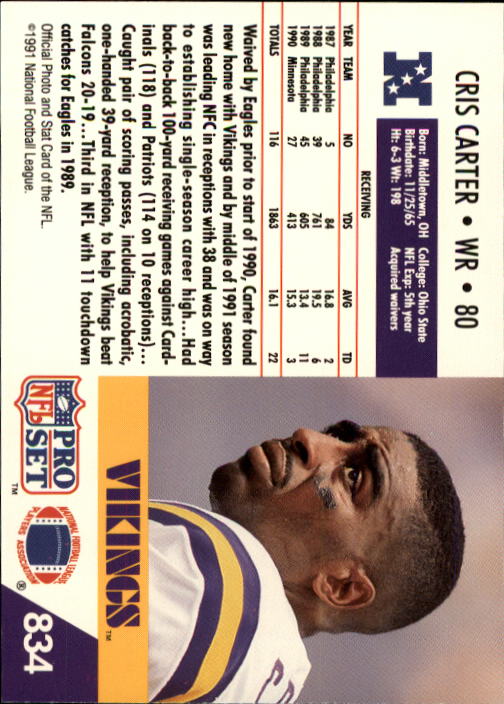 CRIS CARTER • WR • 80
N
Born: Middletown, OH College: Ohio State
Birthdate: 11/25/65 NFL Exp: 5th year
Ht: 6-3 Wt: 198 Acquired waivers
RECEIVING
YEAR TEAM NO YDS AVG TD
1987 Philadelphia 5 84 16.8 2
1988 Philadelphia 39 761 19.5 6
1989 Philadelphia 45 605 13.4 11
1990 Minnesota 27 413 15.3 3
TOTALS 116 1863 16.1 22
Waived by Eagles prior to start of 1990, Carter found
new home with Vikings and by middle of 1991 season
was leading NFC in receptions with 38 and was on way
to establishing single-season career high...Had
back-to-back 100-yard receiving games against Card-
inals (118) and Patriots (114 on 10 receptions)...
Caught pair of scoring passes, including acrobatic,
one-handed 39-yard reception, to help Vikings beat
Falcons 20-19...Third in NFL with 11 touchdown
catches for Eagles in 1989.
Official Photo and Stat Card of the NFL.
©1991 National Football League.
VIKINGS™
PRO
NFL
SET
™
NATIONAL FOOTBALL LEAGUE
PLAYERS ASSOCIATION
®
834